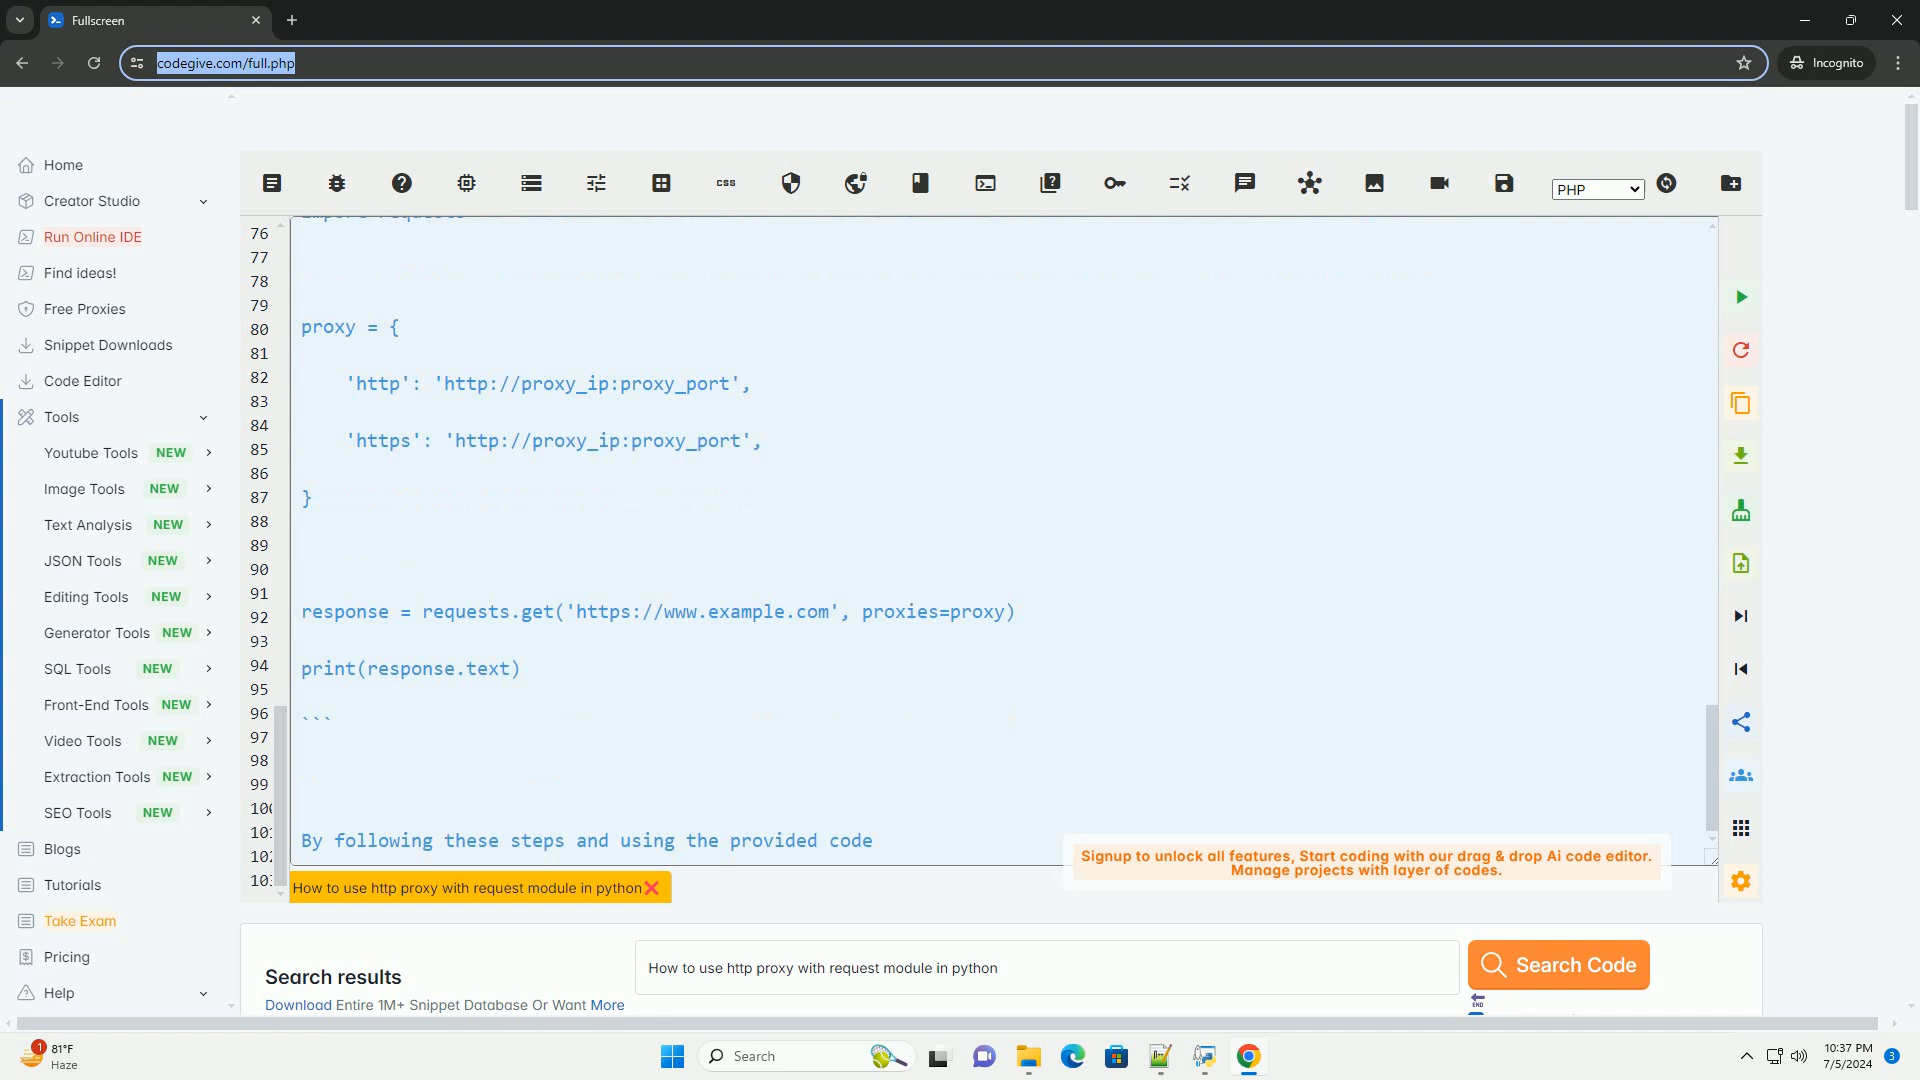 Fullscreen
codegive.com/full.php
Incognito
Home
Creator Studio
Run Online IDE
Find ideas!
Free Proxies
Snippet Downloads
Code Editor
Tools
Youtube Tools NEW
Image Tools NEW
Text Analysis NEW
JSON Tools NEW
Editing Tools NEW
Generator Tools NEW
SQL Tools NEW
Front-End Tools NEW
Video Tools NEW
Extraction Tools NEW
SEO Tools NEW
Blogs
Tutorials
Take Exam
Pricing
Help
css
PHP
76
77
78
79
80
81
82
83
84
85
86
87
88
89
90
91
92
93
94
95
96
97
98
99
import requests
proxy = {
'http': 'http://proxy_ip:proxy_port',
'https': 'http://proxy_ip:proxy_port',
}
response = requests.get('https://www.example.com', proxies=proxy)
print(response.text)
```
By following these steps and using the provided code
Signup to unlock all features, Start coding with our drag & drop Ai code editor.
Manage projects with layer of codes.
How to use http proxy with request module in python
Search results
Download Entire 1M+ Snippet Database Or Want More
How to use http proxy with request module in python
Search Code
END
1
81°F
Haze
Search
10:37 PM
7/5/2024
3